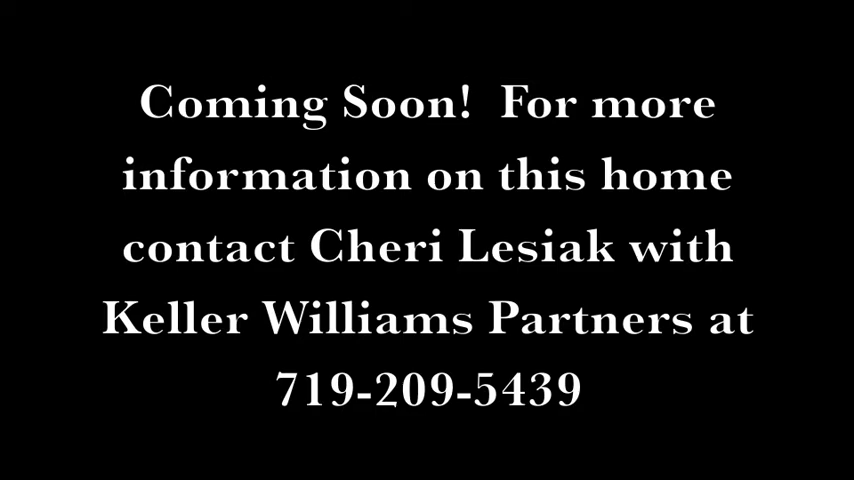 Coming Soon!  For more
information on this home
contact Cheri Lesiak with
Keller Williams Partners at
719-209-5439